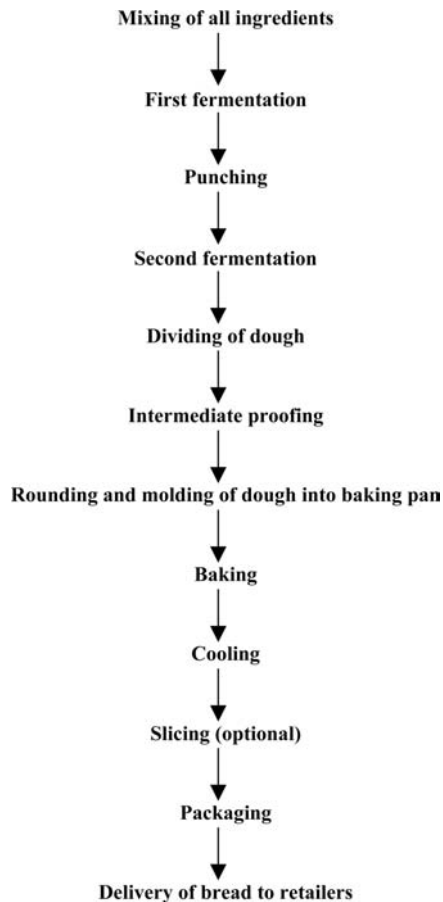 Mixing of all ingredients
First fermentation
Punching
Second fermentation
Dividing of dough
Intermediate proofing
Rounding and molding of dough into baking pan
Baking
Cooling
Slicing (optional)
Packaging
Delivery of bread to retailers